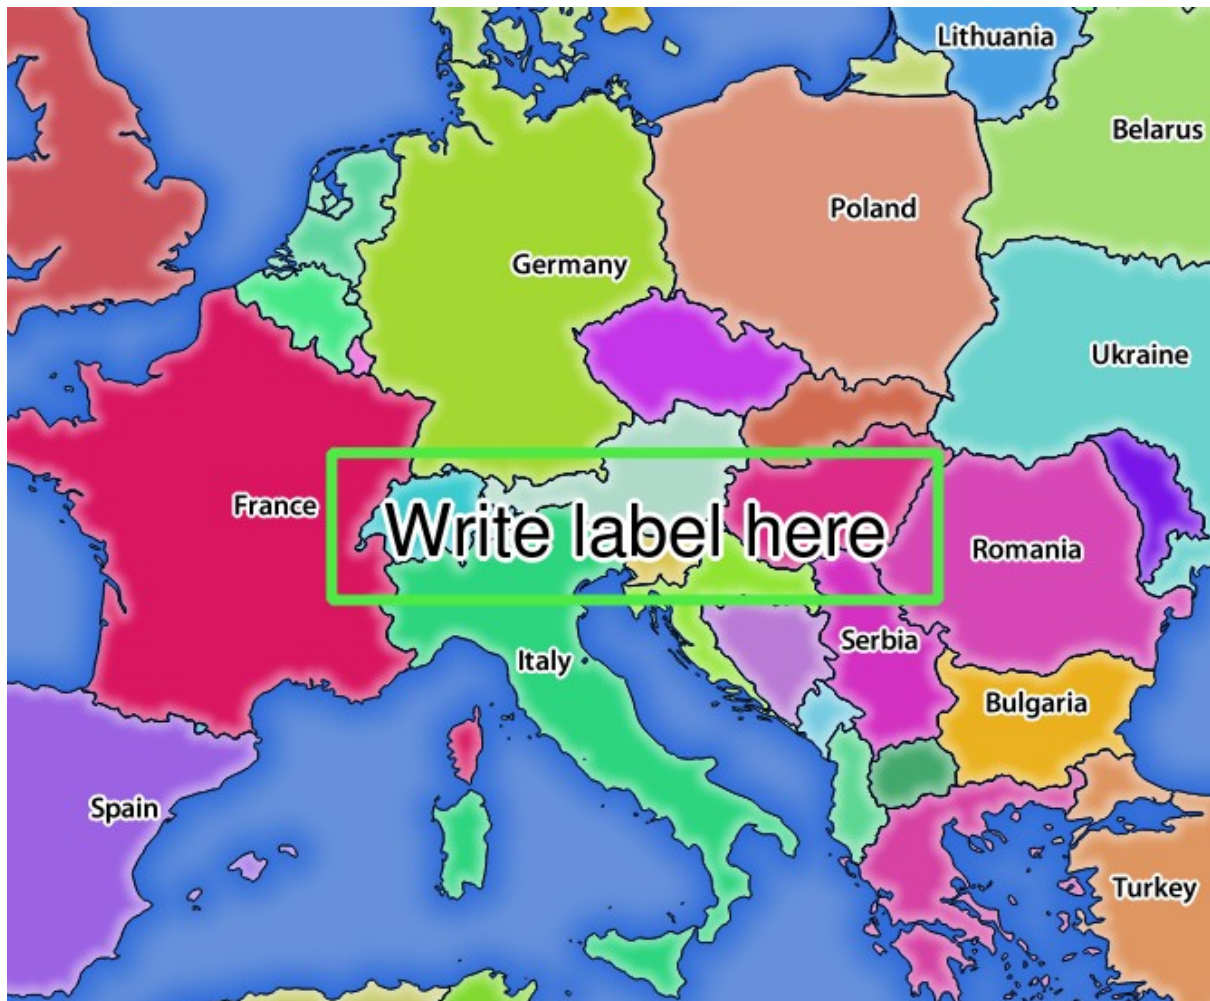 Lithuania
Belarus
Poland
Germany
Ukraine
France
Write label here
Romania
Serbia
Italy
Bulgaria
Spain
Turkey